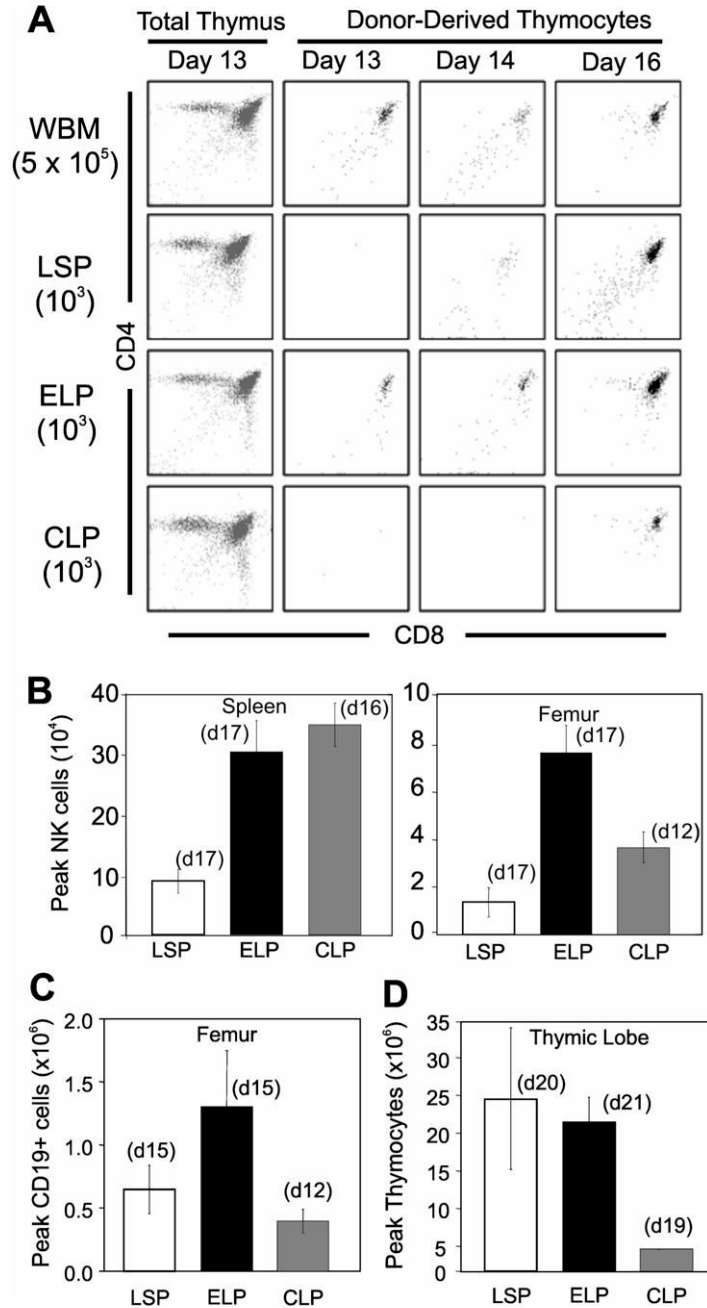 A
Total Thymus Donor-Derived Thymocytes
Day 13 Day 13 Day 14 Day 16
WBM
(5 x 10⁵)
LSP
(10³)
CD4
ELP
(10³)
CLP
(10³)
CD8
B
Peak NK cells (10⁴)
40
30
20
10
0
Spleen
(d17) (d17) (d16)
LSP ELP CLP
10
8
6
4
2
0
Femur
(d17) (d17) (d12)
LSP ELP CLP
C
Peak CD19+ cells (x10⁶)
2.0
1.5
1.0
0.5
0.0
Femur
(d15) (d15) (d12)
LSP ELP CLP
D
Peak Thymocytes (x10⁶)
35
30
25
20
15
10
5
0
Thymic Lobe
(d20) (d21) (d19)
LSP ELP CLP